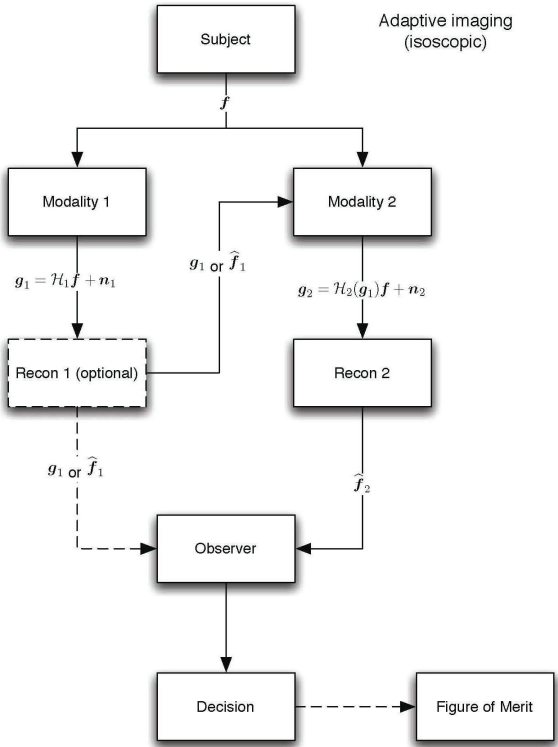 Adaptive imaging
(isoscopic)
Subject
f
Modality 1
Modality 2
g₁ or f̂₁
g₁ = ℋ₁f + n₁
g₂ = ℋ₂(g₁)f + n₂
Recon 1 (optional)
Recon 2
g₁ or f̂₁
f̂₂
Observer
Decision
Figure of Merit